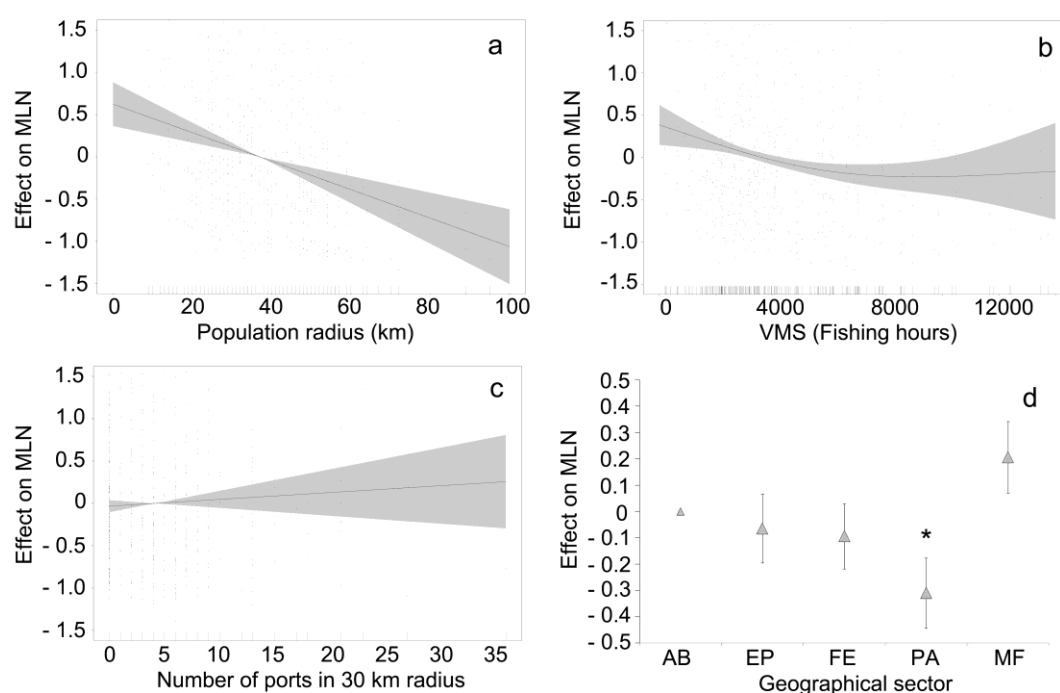 a
1.5
1.0
0.5
0
- 0.5
- 1.0
- 1.5
Effect on MLN
0 20 40 60 80 100
Population radius (km)
b
1.5
1.0
0.5
0
-0.5
-1.0
-1.5
Effect on MLN
0 4000 8000 12000
VMS (Fishing hours)
c
1.5
1.0
0.5
0
- 0.5
- 1.0
- 1.5
Effect on MLN
0 5 10 15 20 25 30 35
Number of ports in 30 km radius
d
0.5
0.4
0.3
0.2
0.1
0
- 0.1
- 0.2
- 0.3
- 0.4
- 0.5
Effect on MLN
*
AB EP FE PA MF
Geographical sector